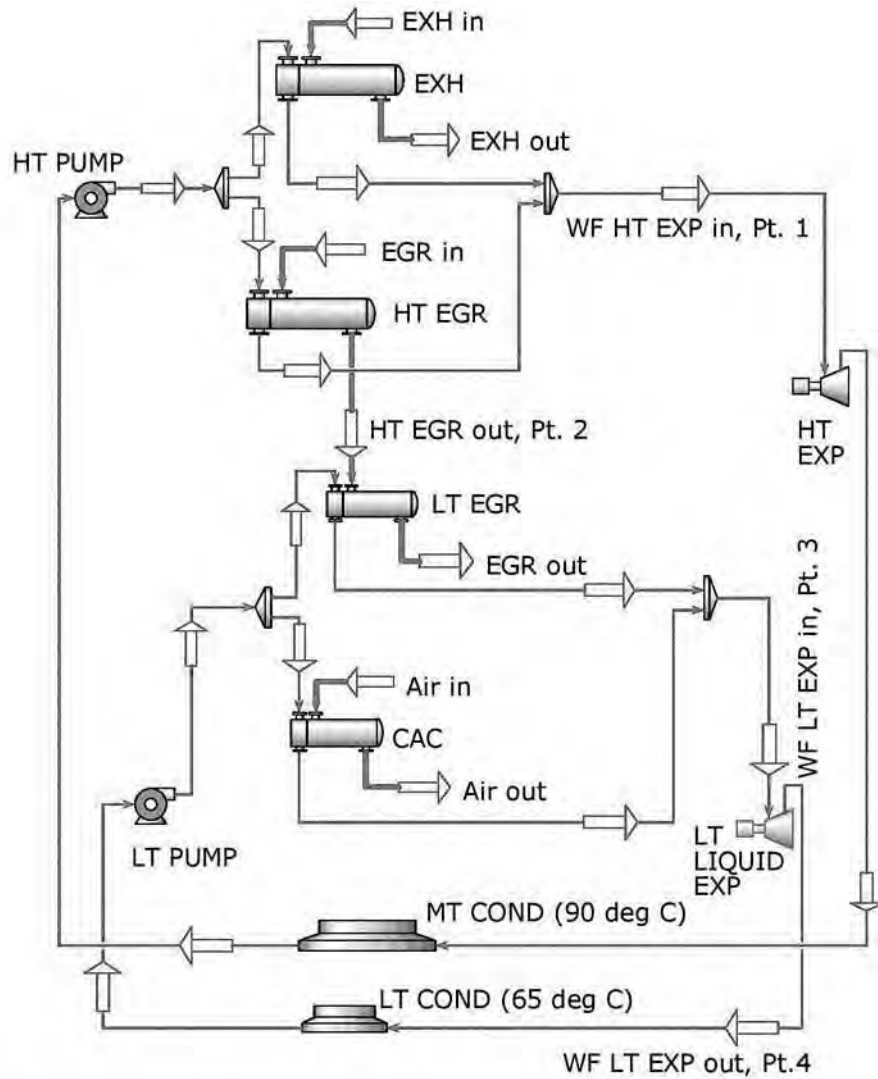 EXH in
EXH
EXH out
HT PUMP
WF HT EXP in, Pt. 1
EGR in
HT EGR
HT EGR out, Pt. 2
HT
EXP
LT EGR
EGR out
WF LT EXP in, Pt. 3
Air in
CAC
Air out
LT PUMP
LT
LIQUID
EXP
MT COND (90 deg C)
LT COND (65 deg C)
WF LT EXP out, Pt.4